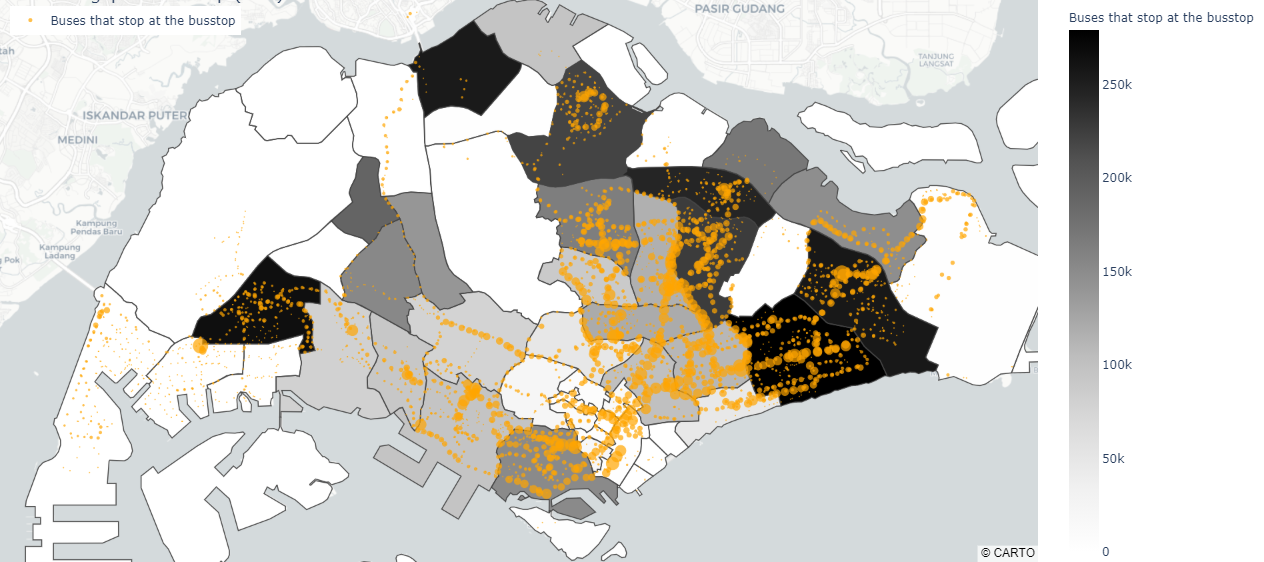 Buses that stop at the busstop
PASIR GUDANG
Buses that stop at the busstop
TANJUNG
LANGSAT
ISKANDAR PUTER
MEDINI
Kampung
Pendas Baru
Kampung
Ladang
g Pok
250k
200k
150k
100k
50k
0
© CARTO